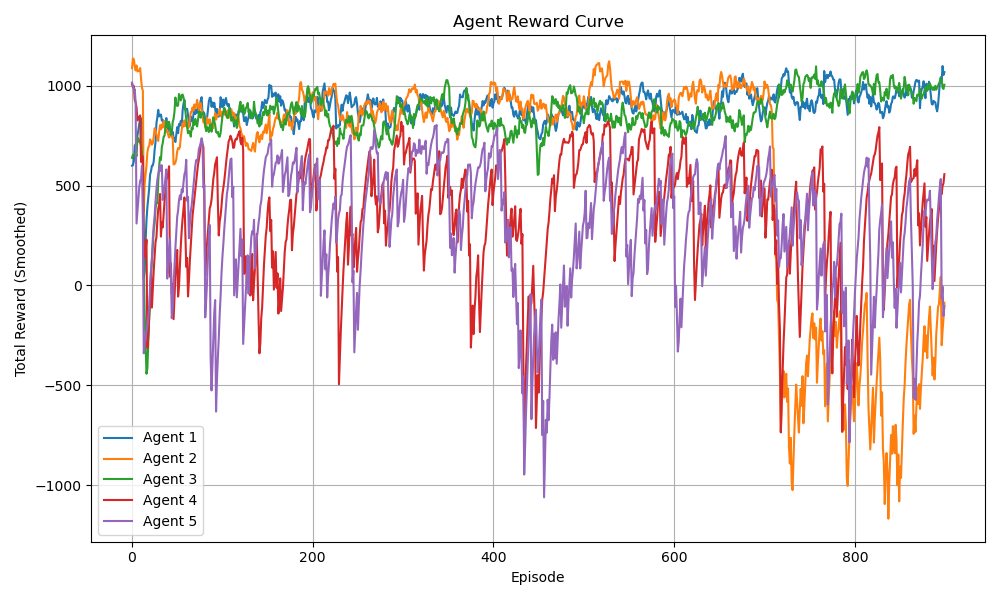 Agent Reward Curve
Total Reward (Smoothed)
1000
500
0
−500
−1000
Agent 1
Agent 2
Agent 3
Agent 4
Agent 5
0 200 400 600 800
Episode